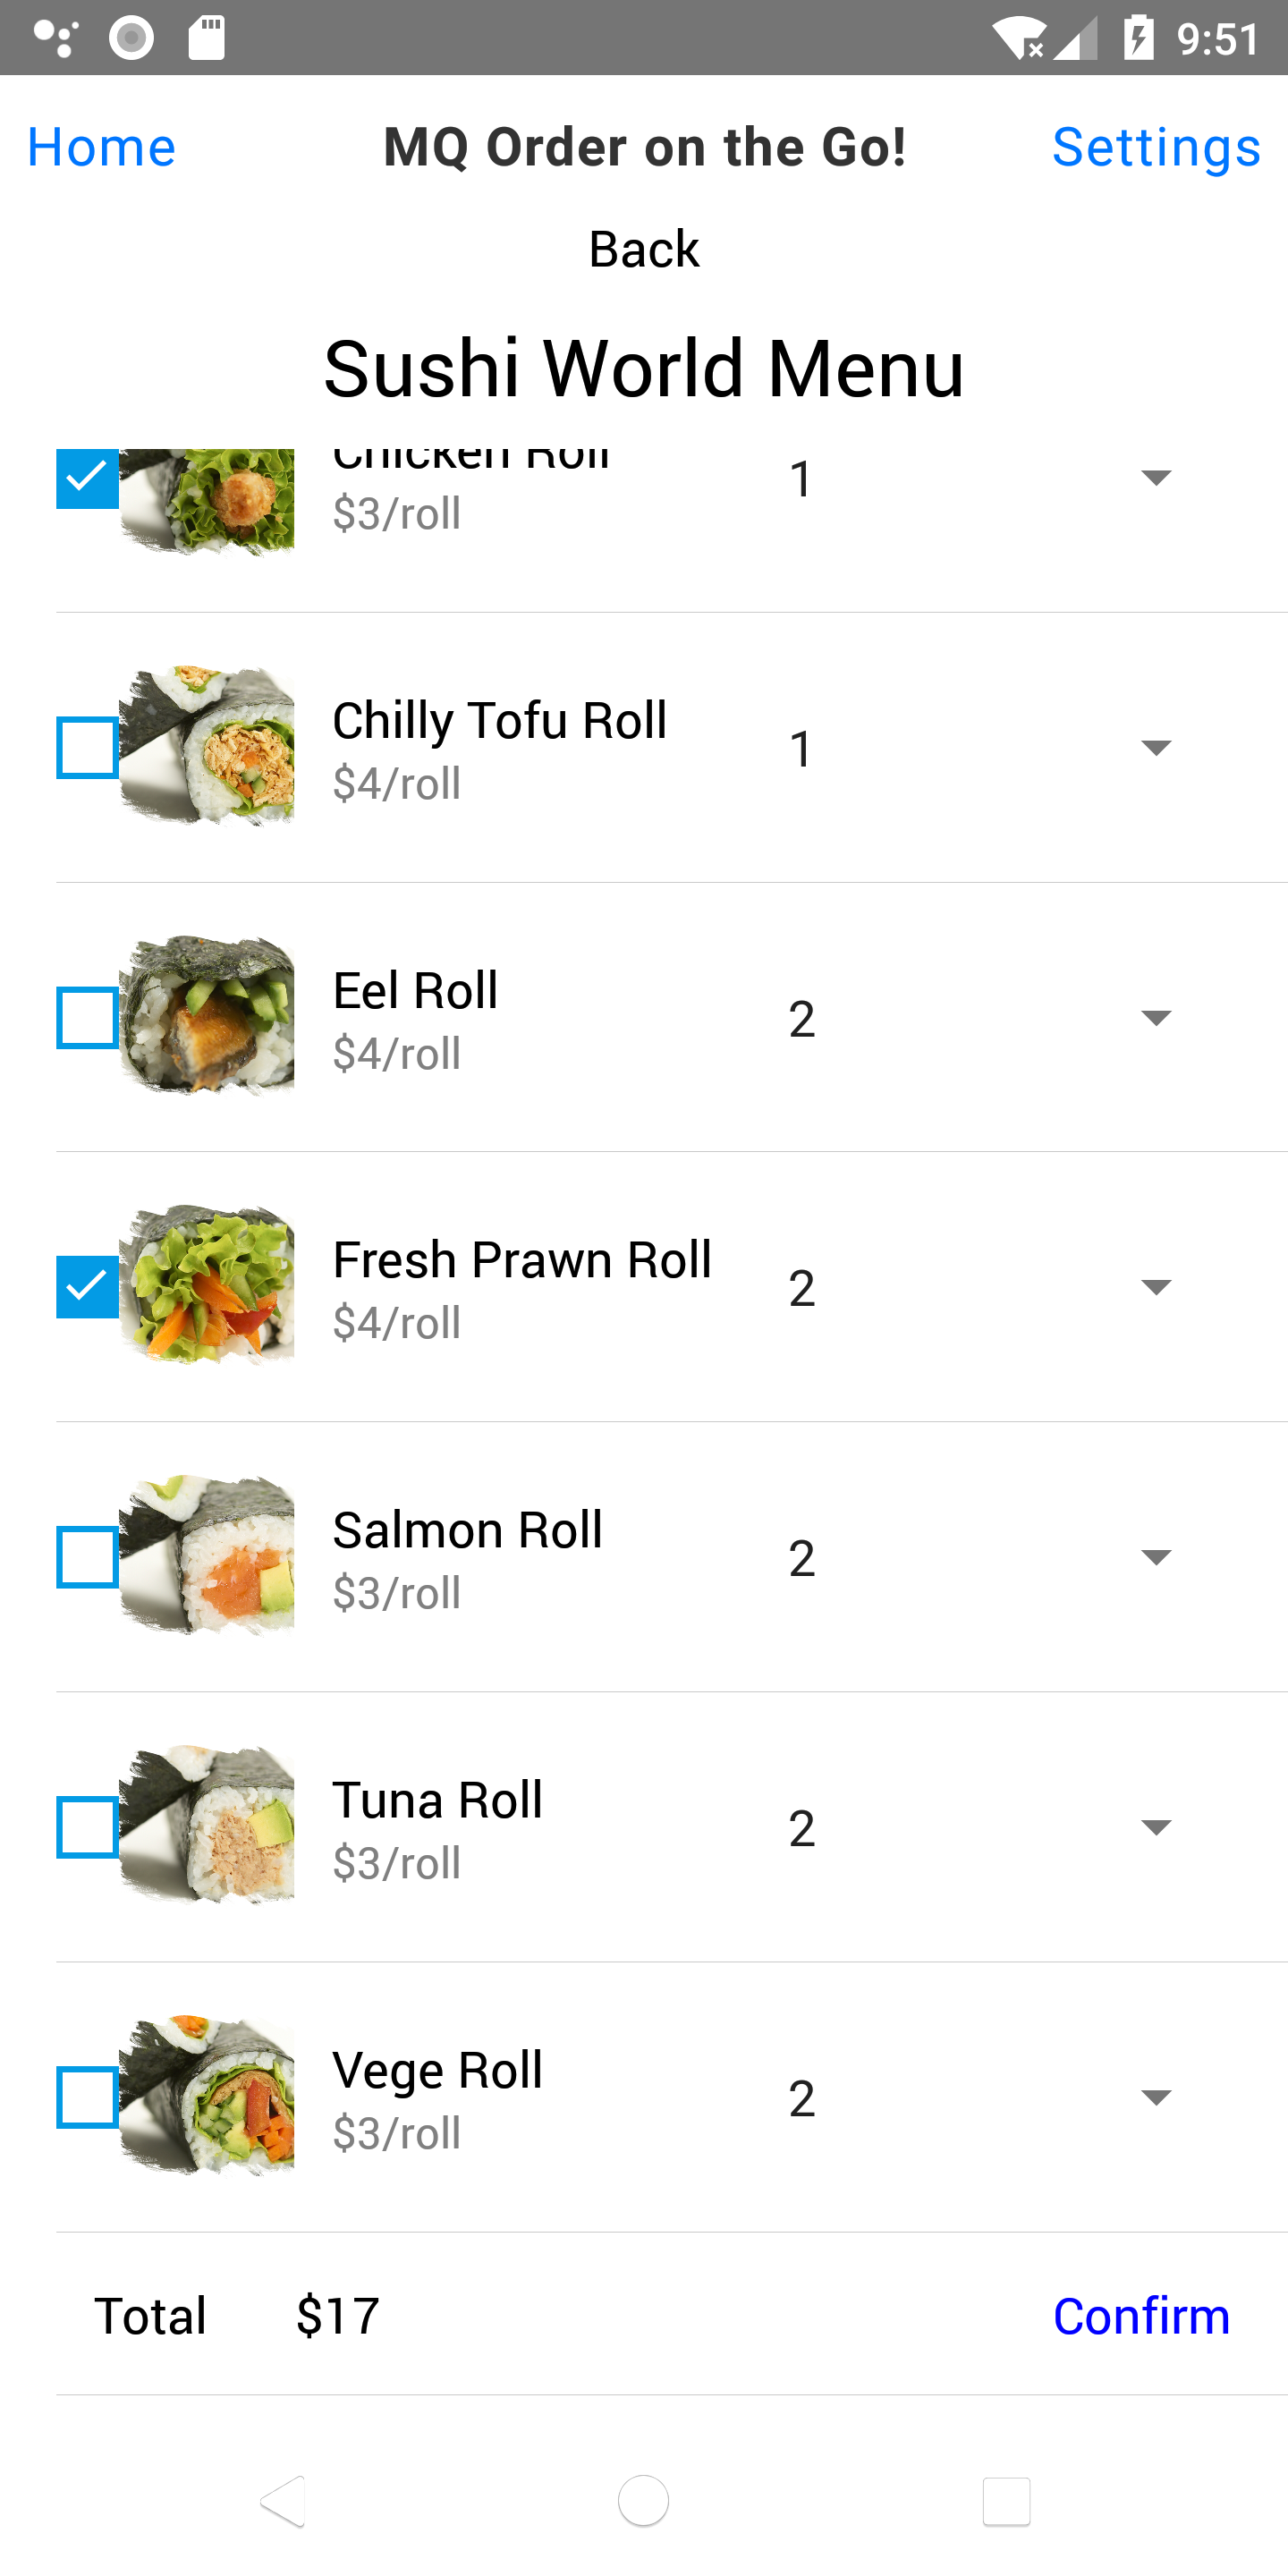 9:51
Home MQ Order on the Go! Settings
Back
Sushi World Menu
Chicken Roll
$3/roll
1
Chilly Tofu Roll
$4/roll
1
Eel Roll
$4/roll
2
Fresh Prawn Roll
$4/roll
2
Salmon Roll
$3/roll
2
Tuna Roll
$3/roll
2
Vege Roll
$3/roll
2
Total $17 Confirm